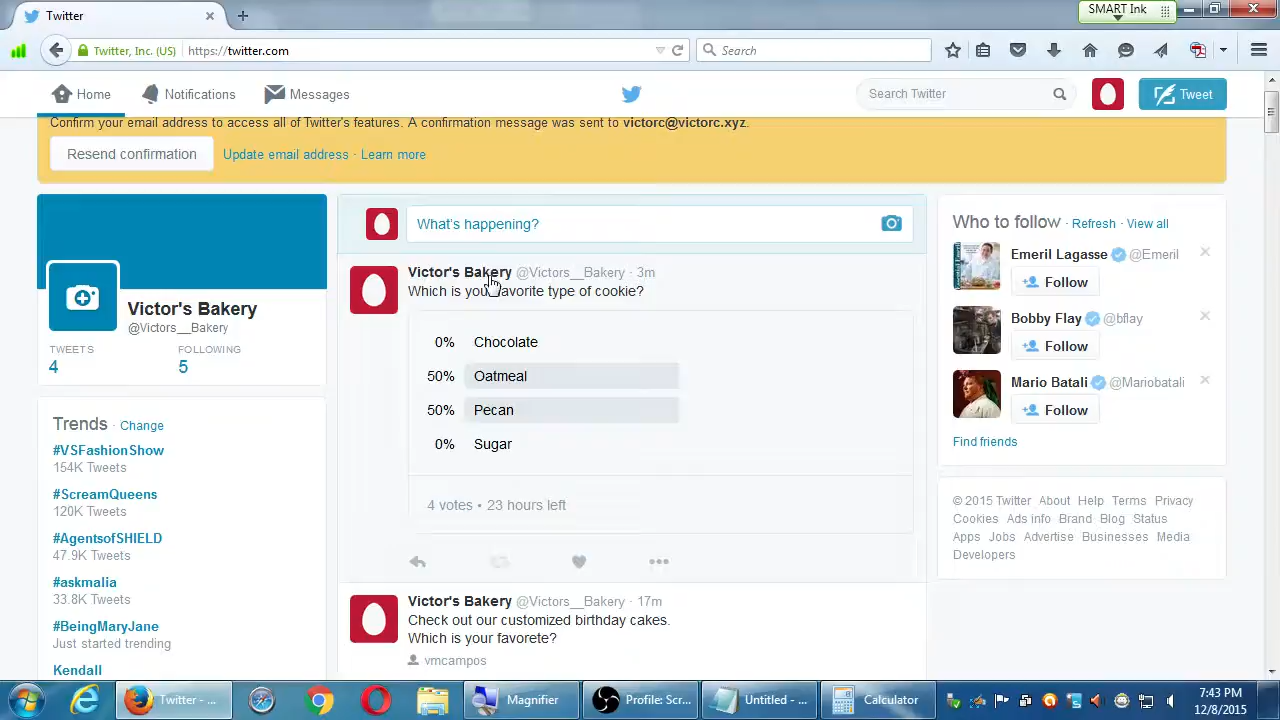 Twitter
SMART Ink
Twitter, Inc. (US)
https://twitter.com
Search
Home
Notifications
Messages
Search Twitter
Tweet
Confirm your email address to access all of Twitter's features. A confirmation message was sent to victorc@victorc.xyz.
Resend confirmation
Update email address · Learn more
Victor's Bakery
@Victors__Bakery
TWEETS
FOLLOWING
4
5
Trends · Change
#VSFashionShow
154K Tweets
#ScreamQueens
120K Tweets
#AgentsofSHIELD
47.9K Tweets
#askmalia
33.8K Tweets
#BeingMaryJane
Just started trending
Kendall
What's happening?
Victor's Bakery @Victors__Bakery · 3m
Which is your favorite type of cookie?
0% Chocolate
50% Oatmeal
50% Pecan
0% Sugar
4 votes • 23 hours left
Victor's Bakery @Victors__Bakery · 17m
Check out our customized birthday cakes.
Which is your favorete?
vmcampos
Who to follow · Refresh · View all
Emeril Lagasse @Emeril
Follow
Bobby Flay @bflay
Follow
Mario Batali @Mariobatali
Follow
Find friends
© 2015 Twitter About Help Terms Privacy
Cookies Ads info Brand Blog Status
Apps Jobs Advertise Businesses Media
Developers
Twitter - ...
Magnifier
Profile: Scr...
Untitled - ...
Calculator
7:43 PM
12/8/2015